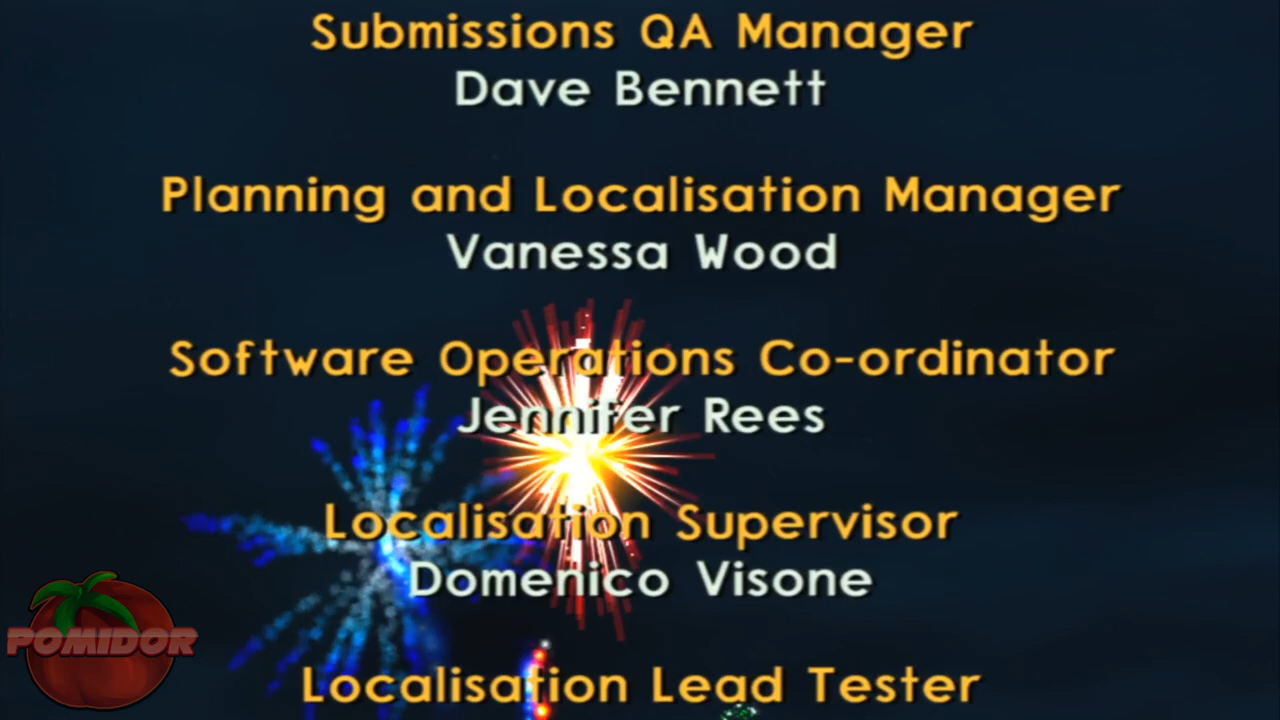 Submissions QA Manager
Dave Bennett
Planning and Localisation Manager
Vanessa Wood
Software Operations Co-ordinator
Jennifer Rees
Localisation Supervisor
Domenico Visone
Localisation Lead Tester
POMIDOR